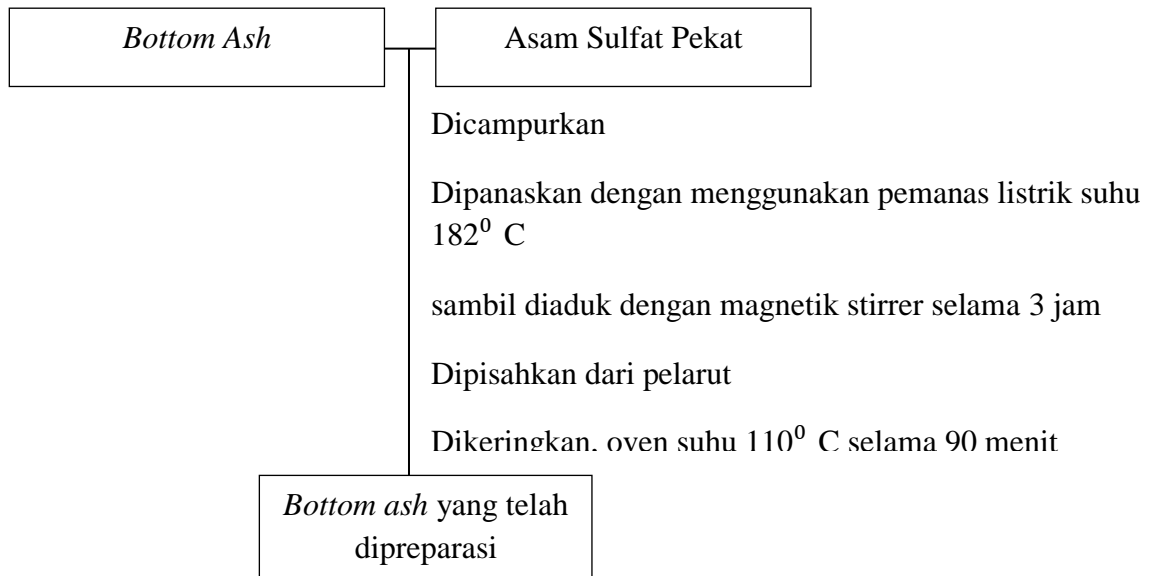 Bottom Ash
Asam Sulfat Pekat
Dicampurkan
Dipanaskan dengan menggunakan pemanas listrik suhu
182⁰ C
sambil diaduk dengan magnetik stirrer selama 3 jam
Dipisahkan dari pelarut
Dikeringkan, oven suhu 110⁰ C selama 90 menit
Bottom ash yang telah
dipreparasi